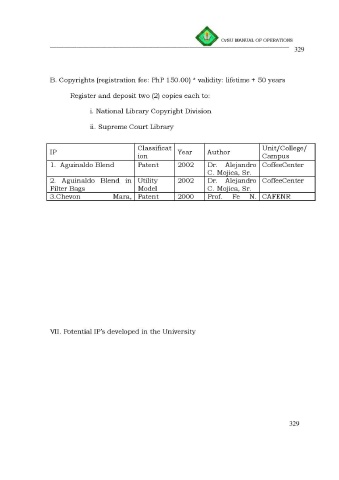 CvSU MANUAL OF OPERATIONS
329
B. Copyrights (registration fee: PhP 150.00) * validity: lifetime + 50 years
Register and deposit two (2) copies each to:
i. National Library Copyright Division
ii. Supreme Court Library
IP Classificat ion Year Author Unit/College/ Campus
1. Aguinaldo Blend Patent 2002 Dr. Alejandro C. Mojica, Sr. CoffeeCenter
2. Aguinaldo Blend in Filter Bags Utility Model 2002 Dr. Alejandro C. Mojica, Sr. CoffeeCenter
3.Chevon Mara, Patent 2000 Prof. Fe N. CAFENR
VII. Potential IP's developed in the University
329